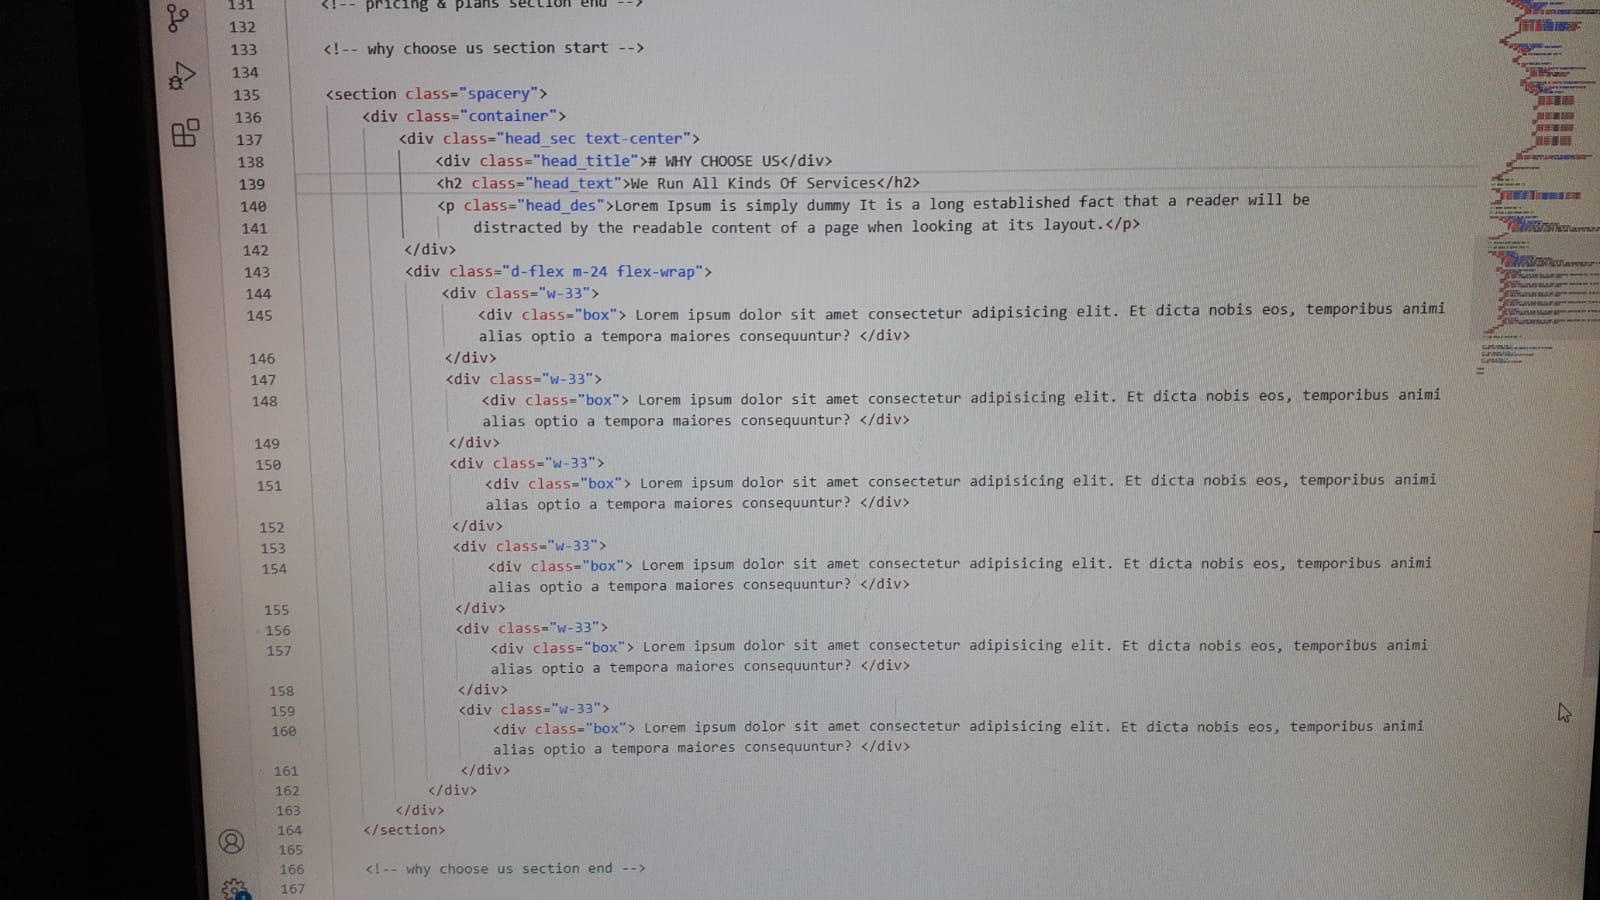 131 <!-- pricing & plans section end -->
132
133 <!-- why choose us section start -->
134
135 <section class="spacery">
136 <div class="container">
137 <div class="head_sec text-center">
138 <div class="head_title"># WHY CHOOSE US</div>
139 <h2 class="head_text">We Run All Kinds Of Services</h2>
140 <p class="head_des">Lorem Ipsum is simply dummy It is a long established fact that a reader will be
141 distracted by the readable content of a page when looking at its layout.</p>
142 </div>
143 <div class="d-flex m-24 flex-wrap">
144 <div class="w-33">
145 <div class="box"> Lorem ipsum dolor sit amet consectetur adipisicing elit. Et dicta nobis eos, temporibus animi
alias optio a tempora maiores consequuntur? </div>
146 </div>
147 <div class="w-33">
148 <div class="box"> Lorem ipsum dolor sit amet consectetur adipisicing elit. Et dicta nobis eos, temporibus animi
alias optio a tempora maiores consequuntur? </div>
149 </div>
150 <div class="w-33">
151 <div class="box"> Lorem ipsum dolor sit amet consectetur adipisicing elit. Et dicta nobis eos, temporibus animi
alias optio a tempora maiores consequuntur? </div>
152 </div>
153 <div class="w-33">
154 <div class="box"> Lorem ipsum dolor sit amet consectetur adipisicing elit. Et dicta nobis eos, temporibus animi
alias optio a tempora maiores consequuntur? </div>
155 </div>
156 <div class="w-33">
157 <div class="box"> Lorem ipsum dolor sit amet consectetur adipisicing elit. Et dicta nobis eos, temporibus animi
alias optio a tempora maiores consequuntur? </div>
158 </div>
159 <div class="w-33">
160 <div class="box"> Lorem ipsum dolor sit amet consectetur adipisicing elit. Et dicta nobis eos, temporibus animi
alias optio a tempora maiores consequuntur? </div>
161 </div>
162 </div>
163 </div>
164 </section>
165
166 <!-- why choose us section end -->
167